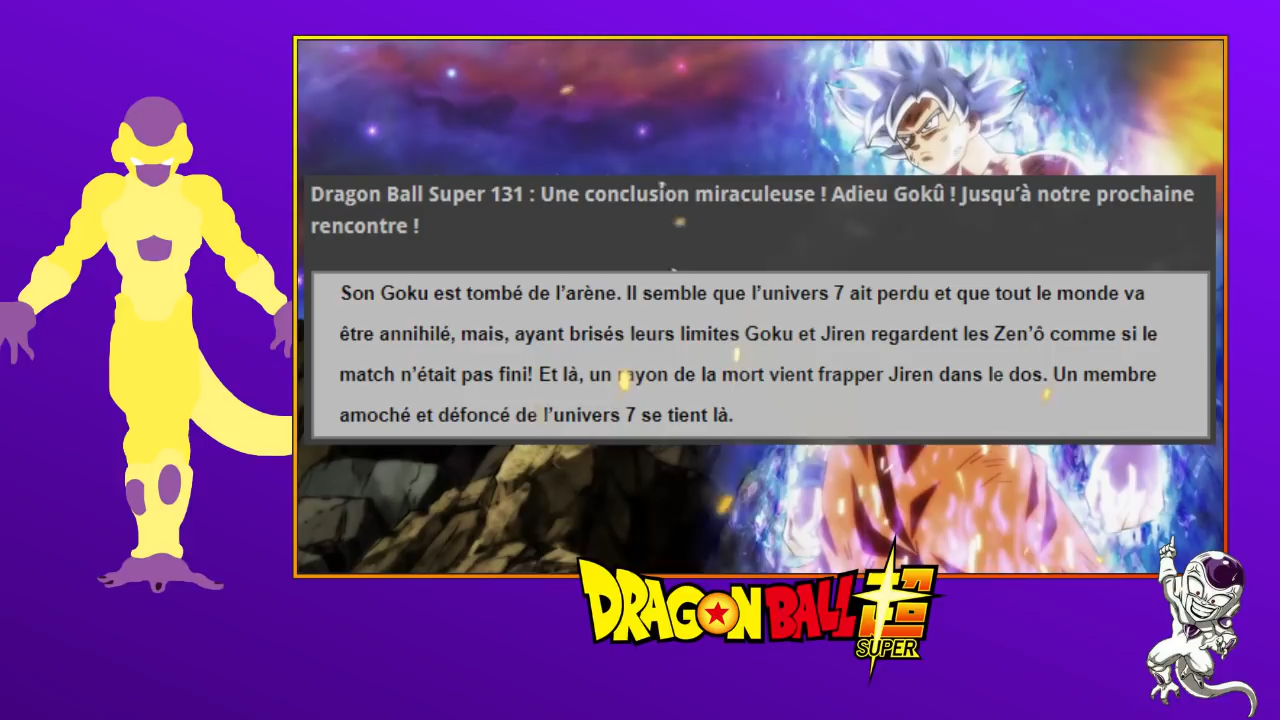 Dragon Ball Super 131 : Une conclusion miraculeuse ! Adieu Gokû ! Jusqu’à notre prochaine
rencontre !
Son Goku est tombé de l’arène. Il semble que l’univers 7 ait perdu et que tout le monde va
être annihilé, mais, ayant brisés leurs limites Goku et Jiren regardent les Zen’ô comme si le
match n’était pas fini! Et là, un rayon de la mort vient frapper Jiren dans le dos. Un membre
amoché et défoncé de l’univers 7 se tient là.
DRAGON BALL 超
SUPER